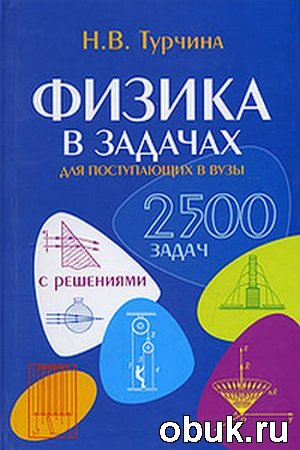 Н.В. Турчина
ФИЗИКА
В ЗАДАЧАХ
ДЛЯ ПОСТУПАЮЩИХ В ВУЗЫ
2500
ЗАДАЧ
С РЕШЕНИЯМИ
obuk.ru